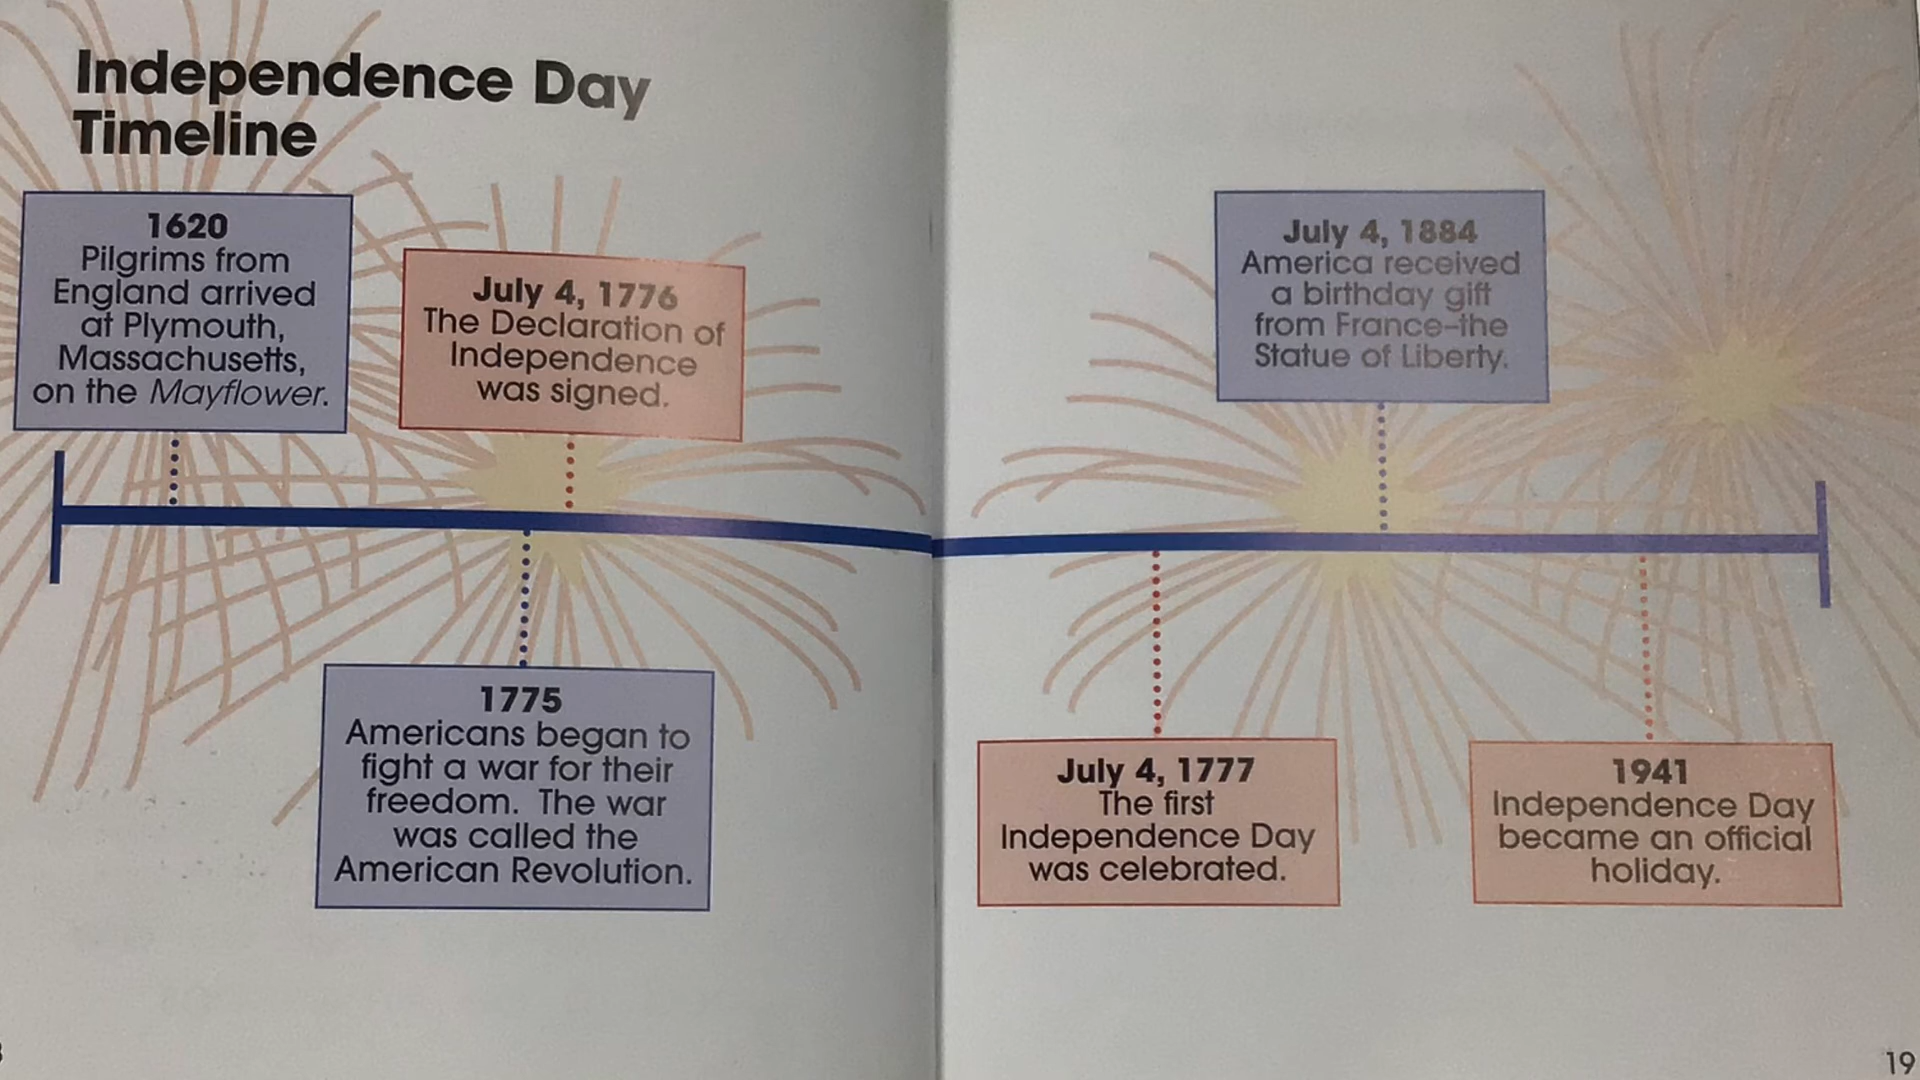 Independence Day
Timeline
1620
Pilgrims from
England arrived
at Plymouth,
Massachusetts,
on the Mayflower.
July 4, 1776
The Declaration of
Independence
was signed.
1775
Americans began to
fight a war for their
freedom. The war
was called the
American Revolution.
July 4, 1884
America received
a birthday gift
from France–the
Statue of Liberty.
July 4, 1777
The first
Independence Day
was celebrated.
1941
Independence Day
became an official
holiday.
19